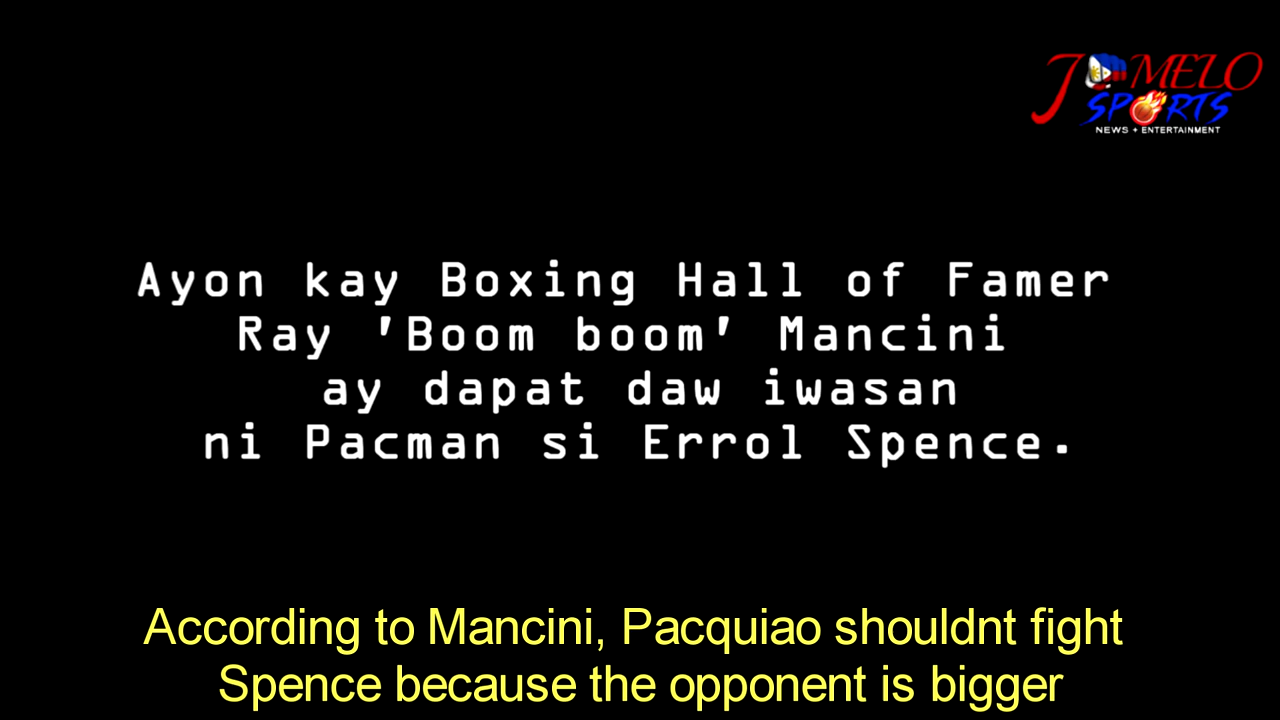 JOMELO
SPORTS
NEWS + ENTERTAINMENT
Ayon kay Boxing Hall of Famer
Ray 'Boom boom' Mancini
ay dapat daw iwasan
ni Pacman si Errol Spence.
According to Mancini, Pacquiao shouldnt fight
Spence because the opponent is bigger